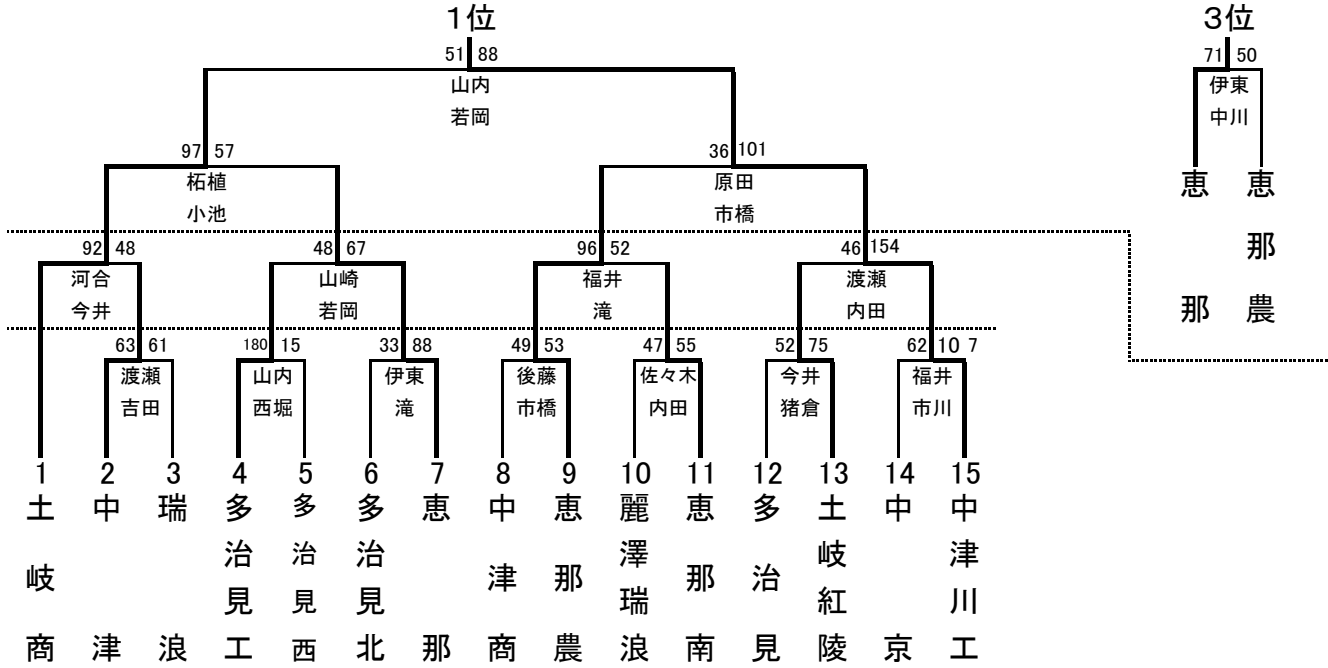 1位
3位
51 88
71 50
山内
若岡
伊東
中川
97 57
36 101
柘植
小池
原田
市橋
恵那
恵那農
92 48
48 67
96 52
46 154
河合
今井
山崎
若岡
福井
滝
渡瀬
内田
63 61
180 15
33 88
49 53
47 55
52 75
62 10 7
渡瀬
吉田
山内
西堀
伊東
滝
後藤
市橋
佐々木
内田
今井
猪倉
福井
市川
1 2 3 4 5 6 7 8 9 10 11 12 13 14 15
土岐商
中津
瑞浪
多治見工
多治見西
多治見北
恵那
中津商
恵那農
麗澤瑞浪
恵那南
多治見
土岐紅陵
中京
中津川工